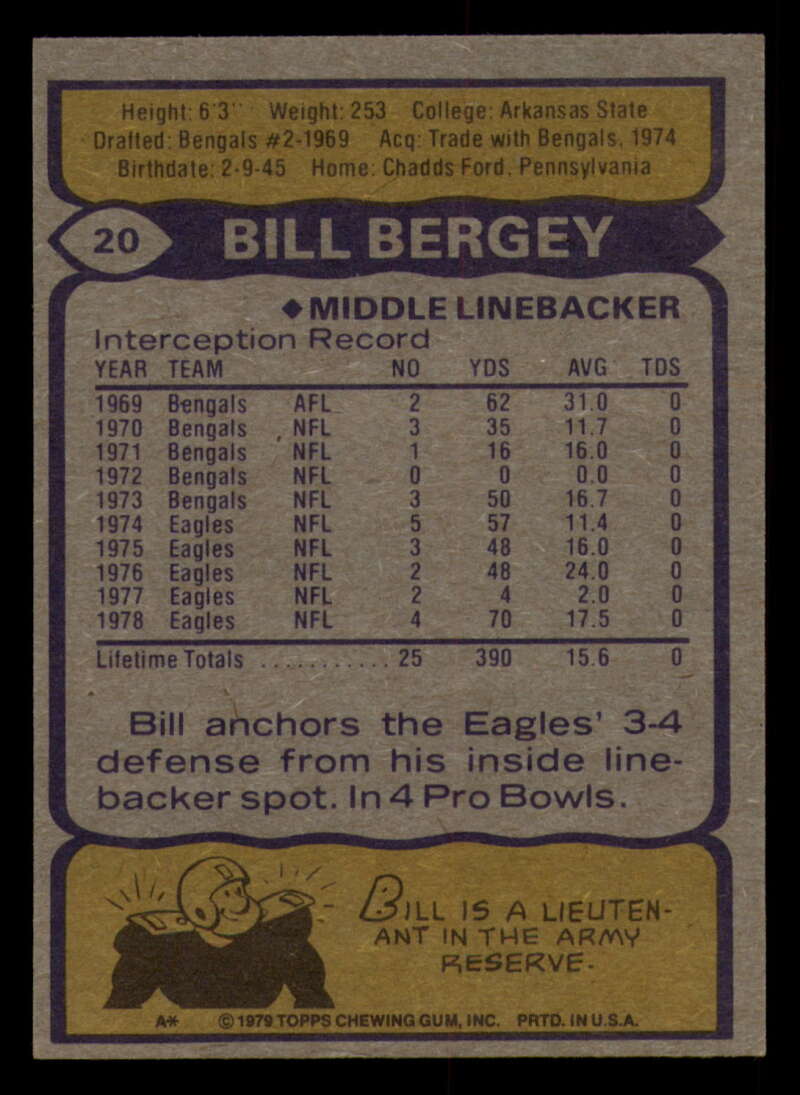 Height: 6'3" Weight: 253 College: Arkansas State
Drafted: Bengals #2-1969 Acq: Trade with Bengals, 1974
Birthdate: 2-9-45 Home: Chadds Ford, Pennsylvania
20 BILL BERGEY
♦MIDDLE LINEBACKER
Interception Record
YEAR TEAM NO YDS AVG TDS
1969 Bengals AFL 2 62 31.0 0
1970 Bengals NFL 3 35 11.7 0
1971 Bengals NFL 1 16 16.0 0
1972 Bengals NFL 0 0 0.0 0
1973 Bengals NFL 3 50 16.7 0
1974 Eagles NFL 5 57 11.4 0
1975 Eagles NFL 3 48 16.0 0
1976 Eagles NFL 2 48 24.0 0
1977 Eagles NFL 2 4 2.0 0
1978 Eagles NFL 4 70 17.5 0
Lifetime Totals ........... 25 390 15.6 0
Bill anchors the Eagles' 3-4
defense from his inside line-
backer spot. In 4 Pro Bowls.
BILL IS A LIEUTEN-
ANT IN THE ARMY
RESERVE.
A* © 1979 TOPPS CHEWING GUM, INC. PRTD. IN U.S.A.